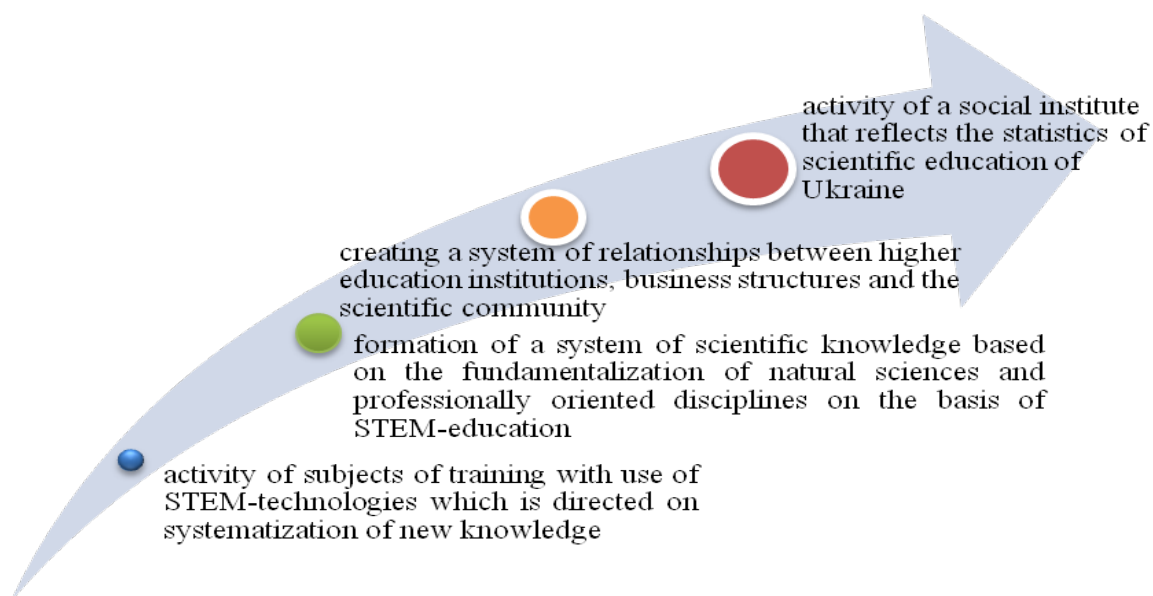 activity of a social institute
that reflects the statistics of
scientific education of
Ukraine
creating a system of relationships between higher
education institutions, business structures and the
scientific community
formation of a system of scientific knowledge based
on the fundamentalization of natural sciences and
professionally oriented disciplines on the basis of
STEM-education
activity of subjects of training with use of
STEM-technologies which is directed on
systematization of new knowledge